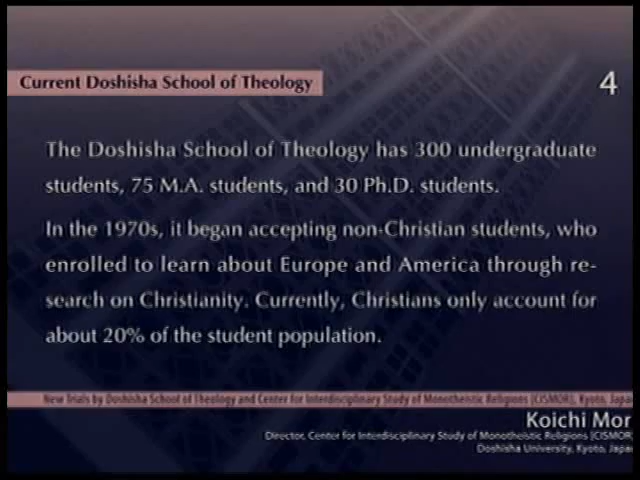 Current Doshisha School of Theology
4
The Doshisha School of Theology has 300 undergraduate
students, 75 M.A. students, and 30 Ph.D. students.
In the 1970s, it began accepting non-Christian students, who
enrolled to learn about Europe and America through re-
search on Christianity. Currently, Christians only account for
about 20% of the student population.
New Trials by Doshisha School of Theology and Center for Interdisciplinary Study of Monotheistic Religions [CISMOR], Kyoto, Japa
Koichi Mor
Director, Center for Interdisciplinary Study of Monotheistic Religions [CISMOR]
Doshisha University, Kyoto, Japa